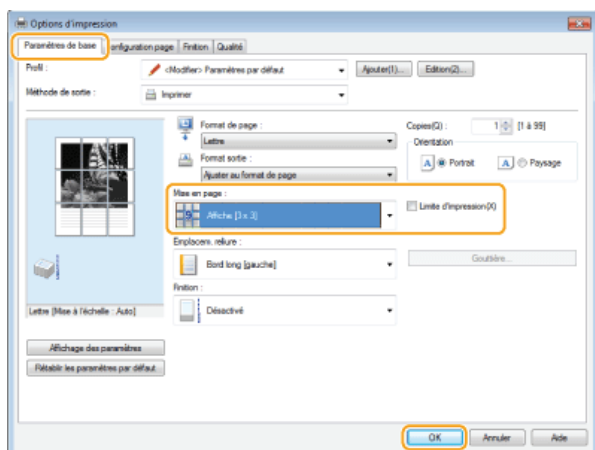 Options d'impression
Paramètres de base onfiguration page Finition Qualité
Profil : <Modifier> Paramètres par défaut Ajouter(1)... Edition(2)...
Méthode de sortie : Imprimer
Format de page : Copies(Q) : 1 [1 à 99]
Lettre Orientation
Format sortie : A Portrait A Paysage
Ajuster au format de page
Mise en page :
Affiche [3 x 3] Limite d'impression(X)
Emplacem. reliure :
Bord long [gauche] Gouttière...
Finition :
Désactivé
Lettre [Mise à l'échelle : Auto]
Affichage des paramètres
Rétablir les paramètres par défaut
OK Annuler Aide